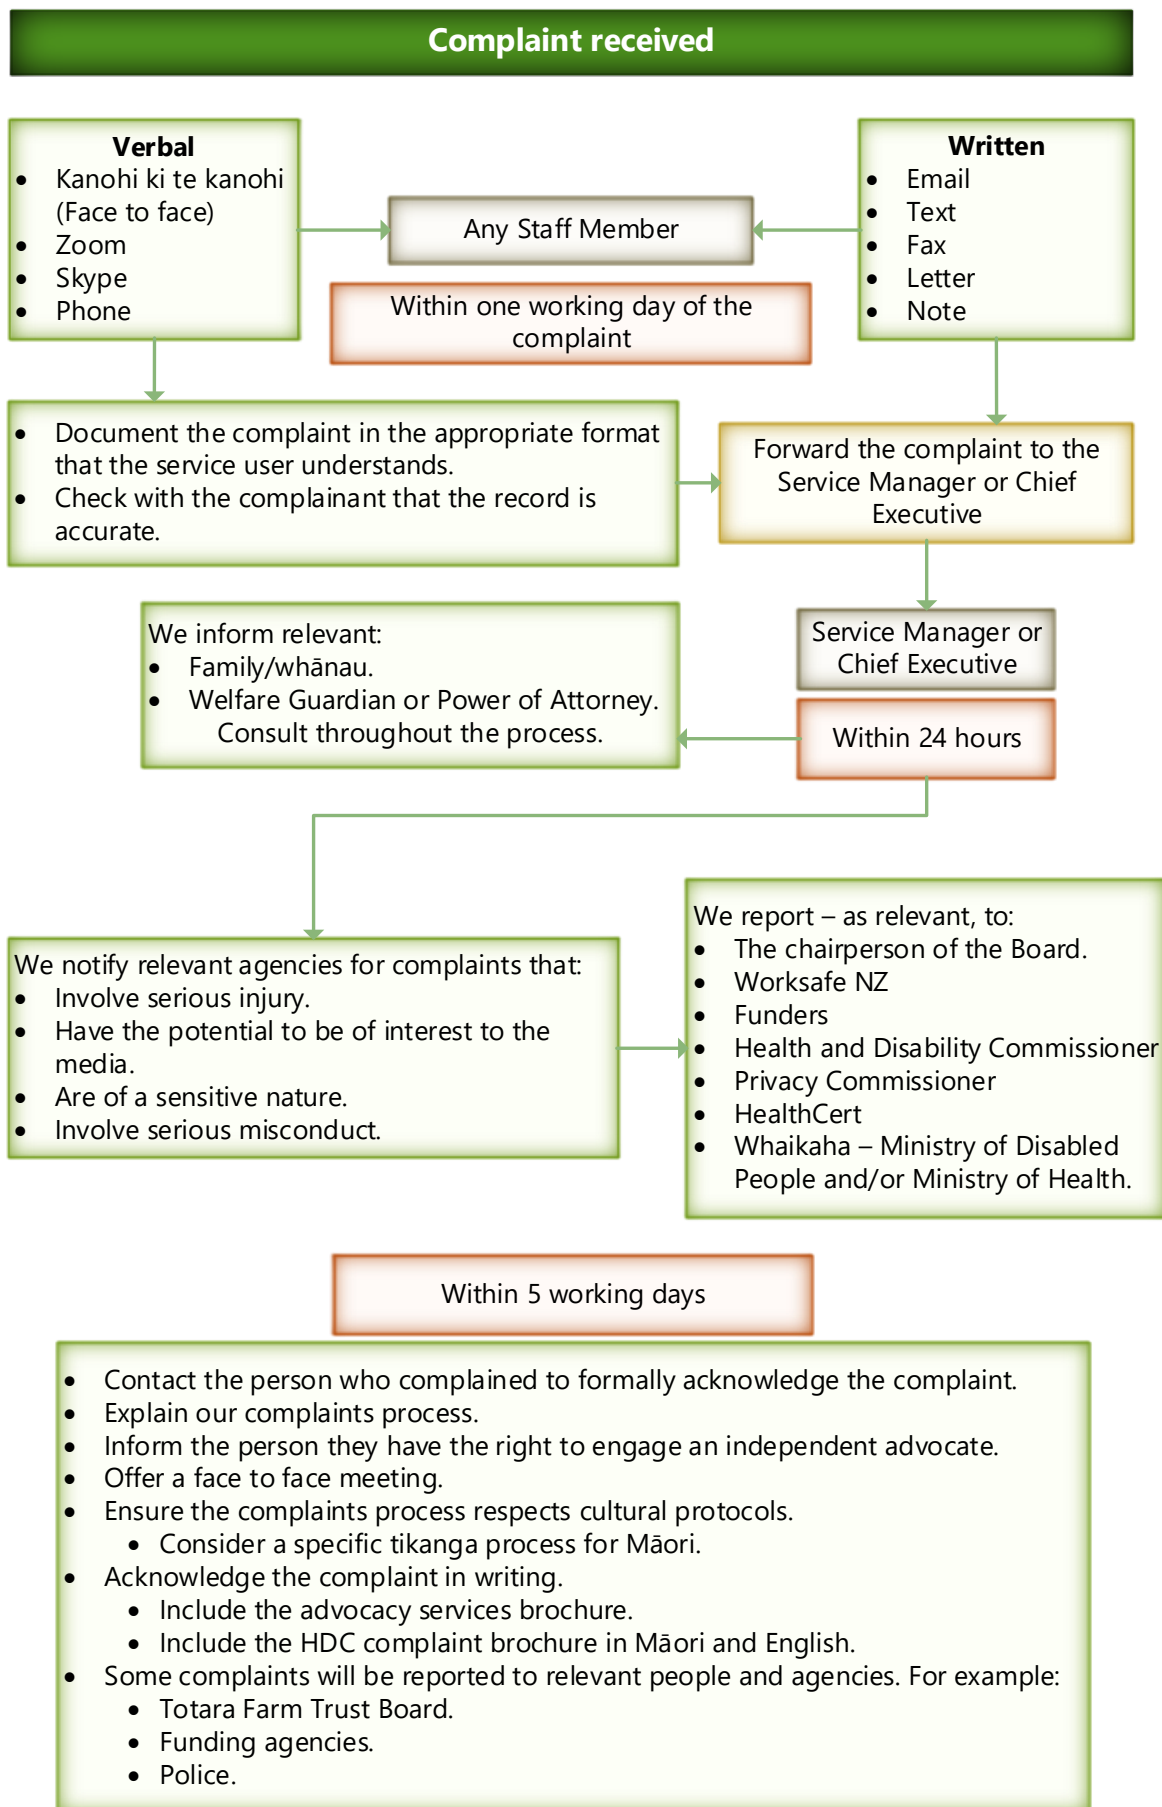 Complaint received
Verbal
• Kanohi ki te kanohi
(Face to face)
• Zoom
• Skype
• Phone
Any Staff Member
Written
• Email
• Text
• Fax
• Letter
• Note
Within one working day of the
complaint
• Document the complaint in the appropriate format
that the service user understands.
• Check with the complainant that the record is
accurate.
Forward the complaint to the
Service Manager or Chief
Executive
Service Manager or
Chief Executive
Within 24 hours
We inform relevant:
• Family/whānau.
• Welfare Guardian or Power of Attorney.
Consult throughout the process.
We notify relevant agencies for complaints that:
• Involve serious injury.
• Have the potential to be of interest to the
media.
• Are of a sensitive nature.
• Involve serious misconduct.
We report – as relevant, to:
• The chairperson of the Board.
• Worksafe NZ
• Funders
• Health and Disability Commissioner
• Privacy Commissioner
• HealthCert
• Whaikaha – Ministry of Disabled
People and/or Ministry of Health.
Within 5 working days
• Contact the person who complained to formally acknowledge the complaint.
• Explain our complaints process.
• Inform the person they have the right to engage an independent advocate.
• Offer a face to face meeting.
• Ensure the complaints process respects cultural protocols.
• Consider a specific tikanga process for Māori.
• Acknowledge the complaint in writing.
• Include the advocacy services brochure.
• Include the HDC complaint brochure in Māori and English.
• Some complaints will be reported to relevant people and agencies. For example:
• Totara Farm Trust Board.
• Funding agencies.
• Police.